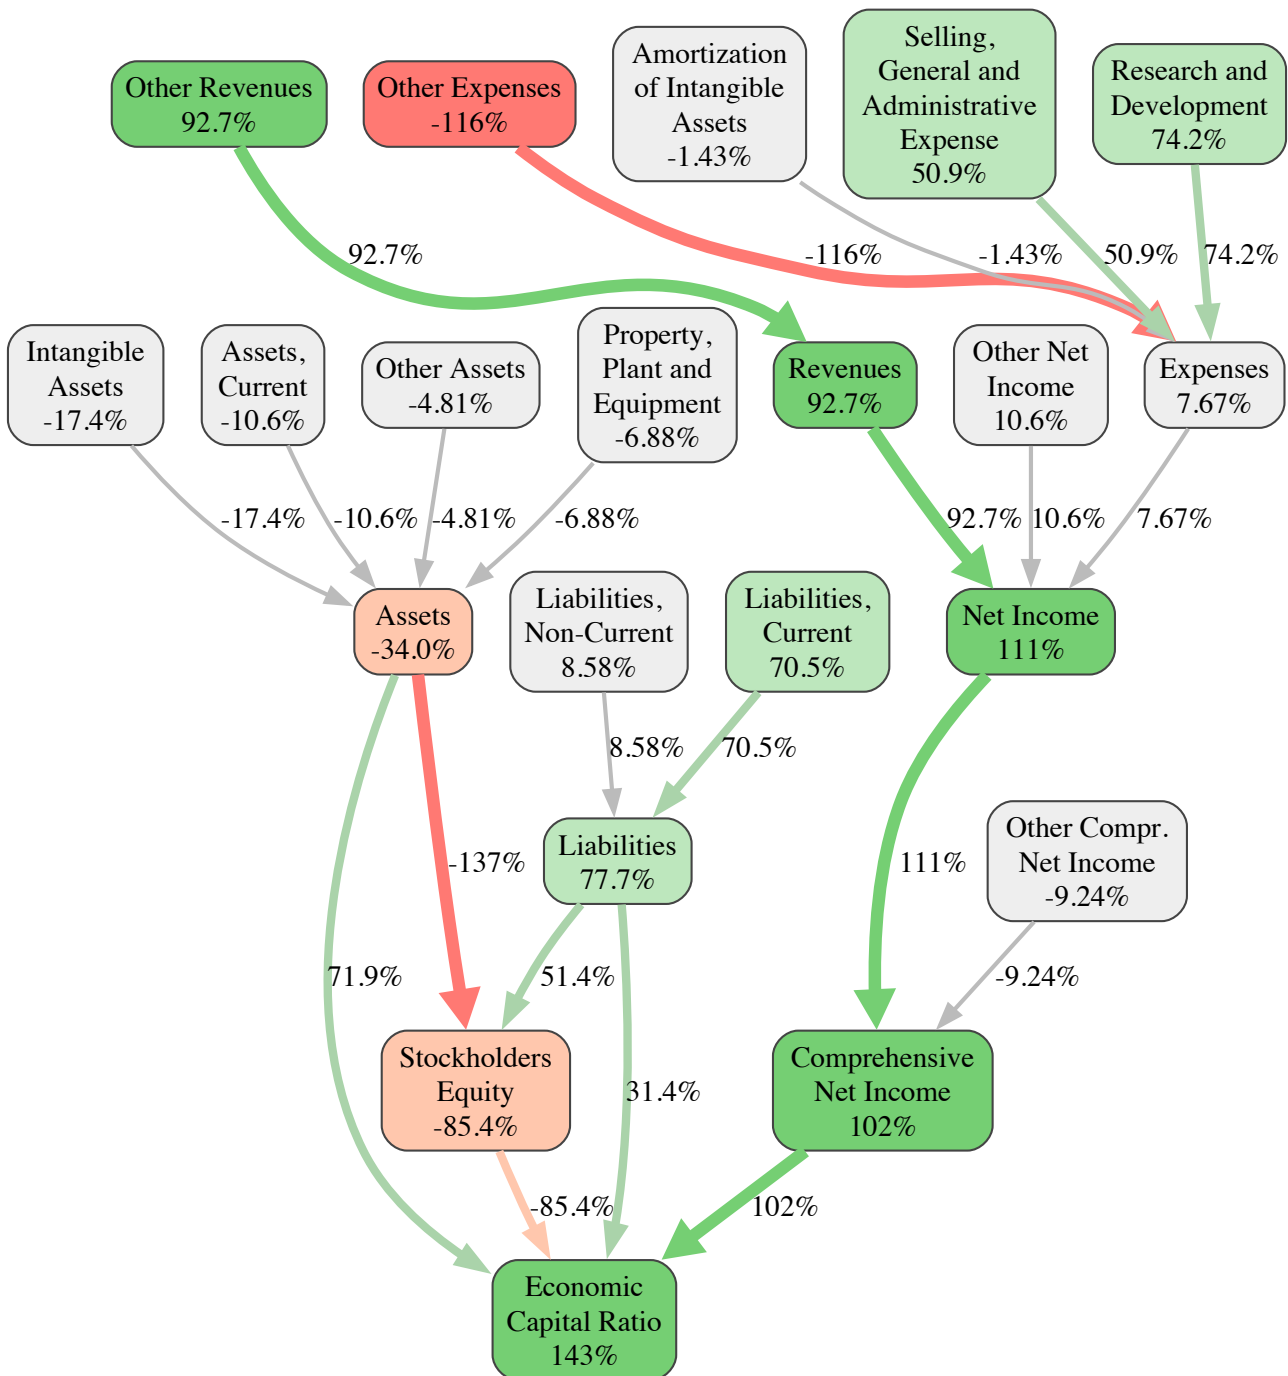 Other Revenues
92.7%
Other Expenses
-116%
Amortization
of Intangible
Assets
-1.43%
Selling,
General and
Administrative
Expense
50.9%
Research and
Development
74.2%
92.7%
-116%
-1.43%
50.9%
74.2%
Intangible
Assets
-17.4%
Assets,
Current
-10.6%
Other Assets
-4.81%
Property,
Plant and
Equipment
-6.88%
Revenues
92.7%
Other Net
Income
10.6%
Expenses
7.67%
-17.4%
-10.6%
-4.81%
-6.88%
92.7%
10.6%
7.67%
Assets
-34.0%
Liabilities,
Non-Current
8.58%
Liabilities,
Current
70.5%
Net Income
111%
8.58%
70.5%
Liabilities
77.7%
-137%
111%
Other Compr.
Net Income
-9.24%
71.9%
51.4%
-9.24%
Stockholders
Equity
-85.4%
31.4%
Comprehensive
Net Income
102%
-85.4%
102%
Economic
Capital Ratio
143%